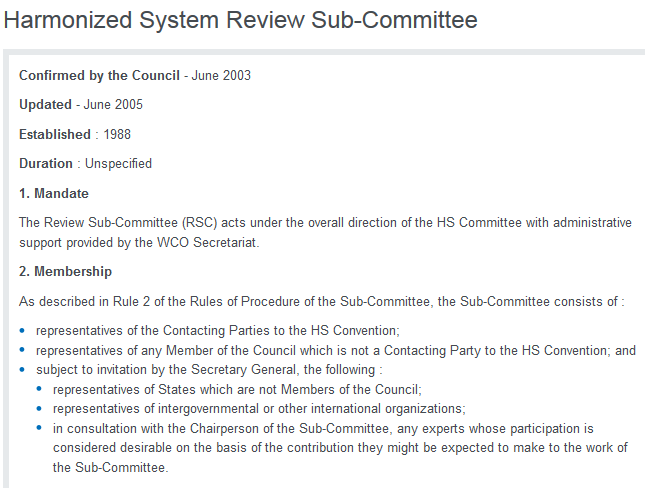 Harmonized System Review Sub-Committee
Confirmed by the Council - June 2003
Updated - June 2005
Established : 1988
Duration : Unspecified
1. Mandate
The Review Sub-Committee (RSC) acts under the overall direction of the HS Committee with administrative
support provided by the WCO Secretariat.
2. Membership
As described in Rule 2 of the Rules of Procedure of the Sub-Committee, the Sub-Committee consists of :
• representatives of the Contacting Parties to the HS Convention;
• representatives of any Member of the Council which is not a Contacting Party to the HS Convention; and
• subject to invitation by the Secretary General, the following :
• representatives of States which are not Members of the Council;
• representatives of intergovernmental or other international organizations;
• in consultation with the Chairperson of the Sub-Committee, any experts whose participation is
considered desirable on the basis of the contribution they might be expected to make to the work of
the Sub-Committee.